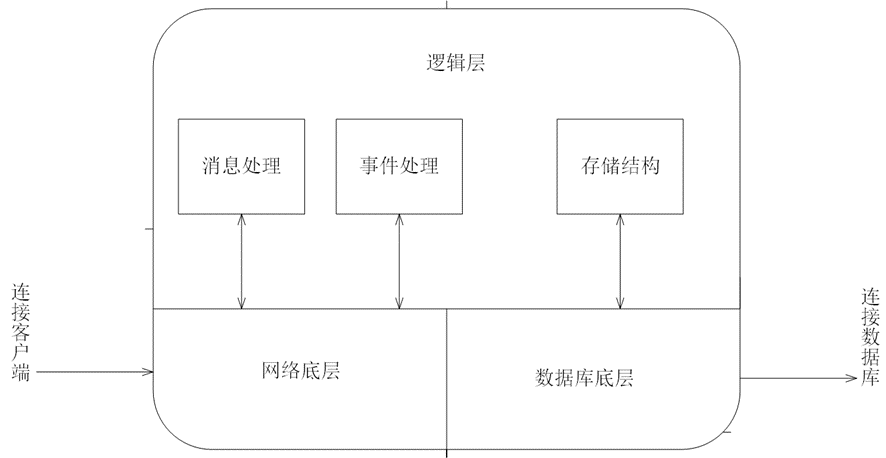 逻辑层
消息处理
事件处理
存储结构
连接客户端
网络底层
数据库底层
连接数据库